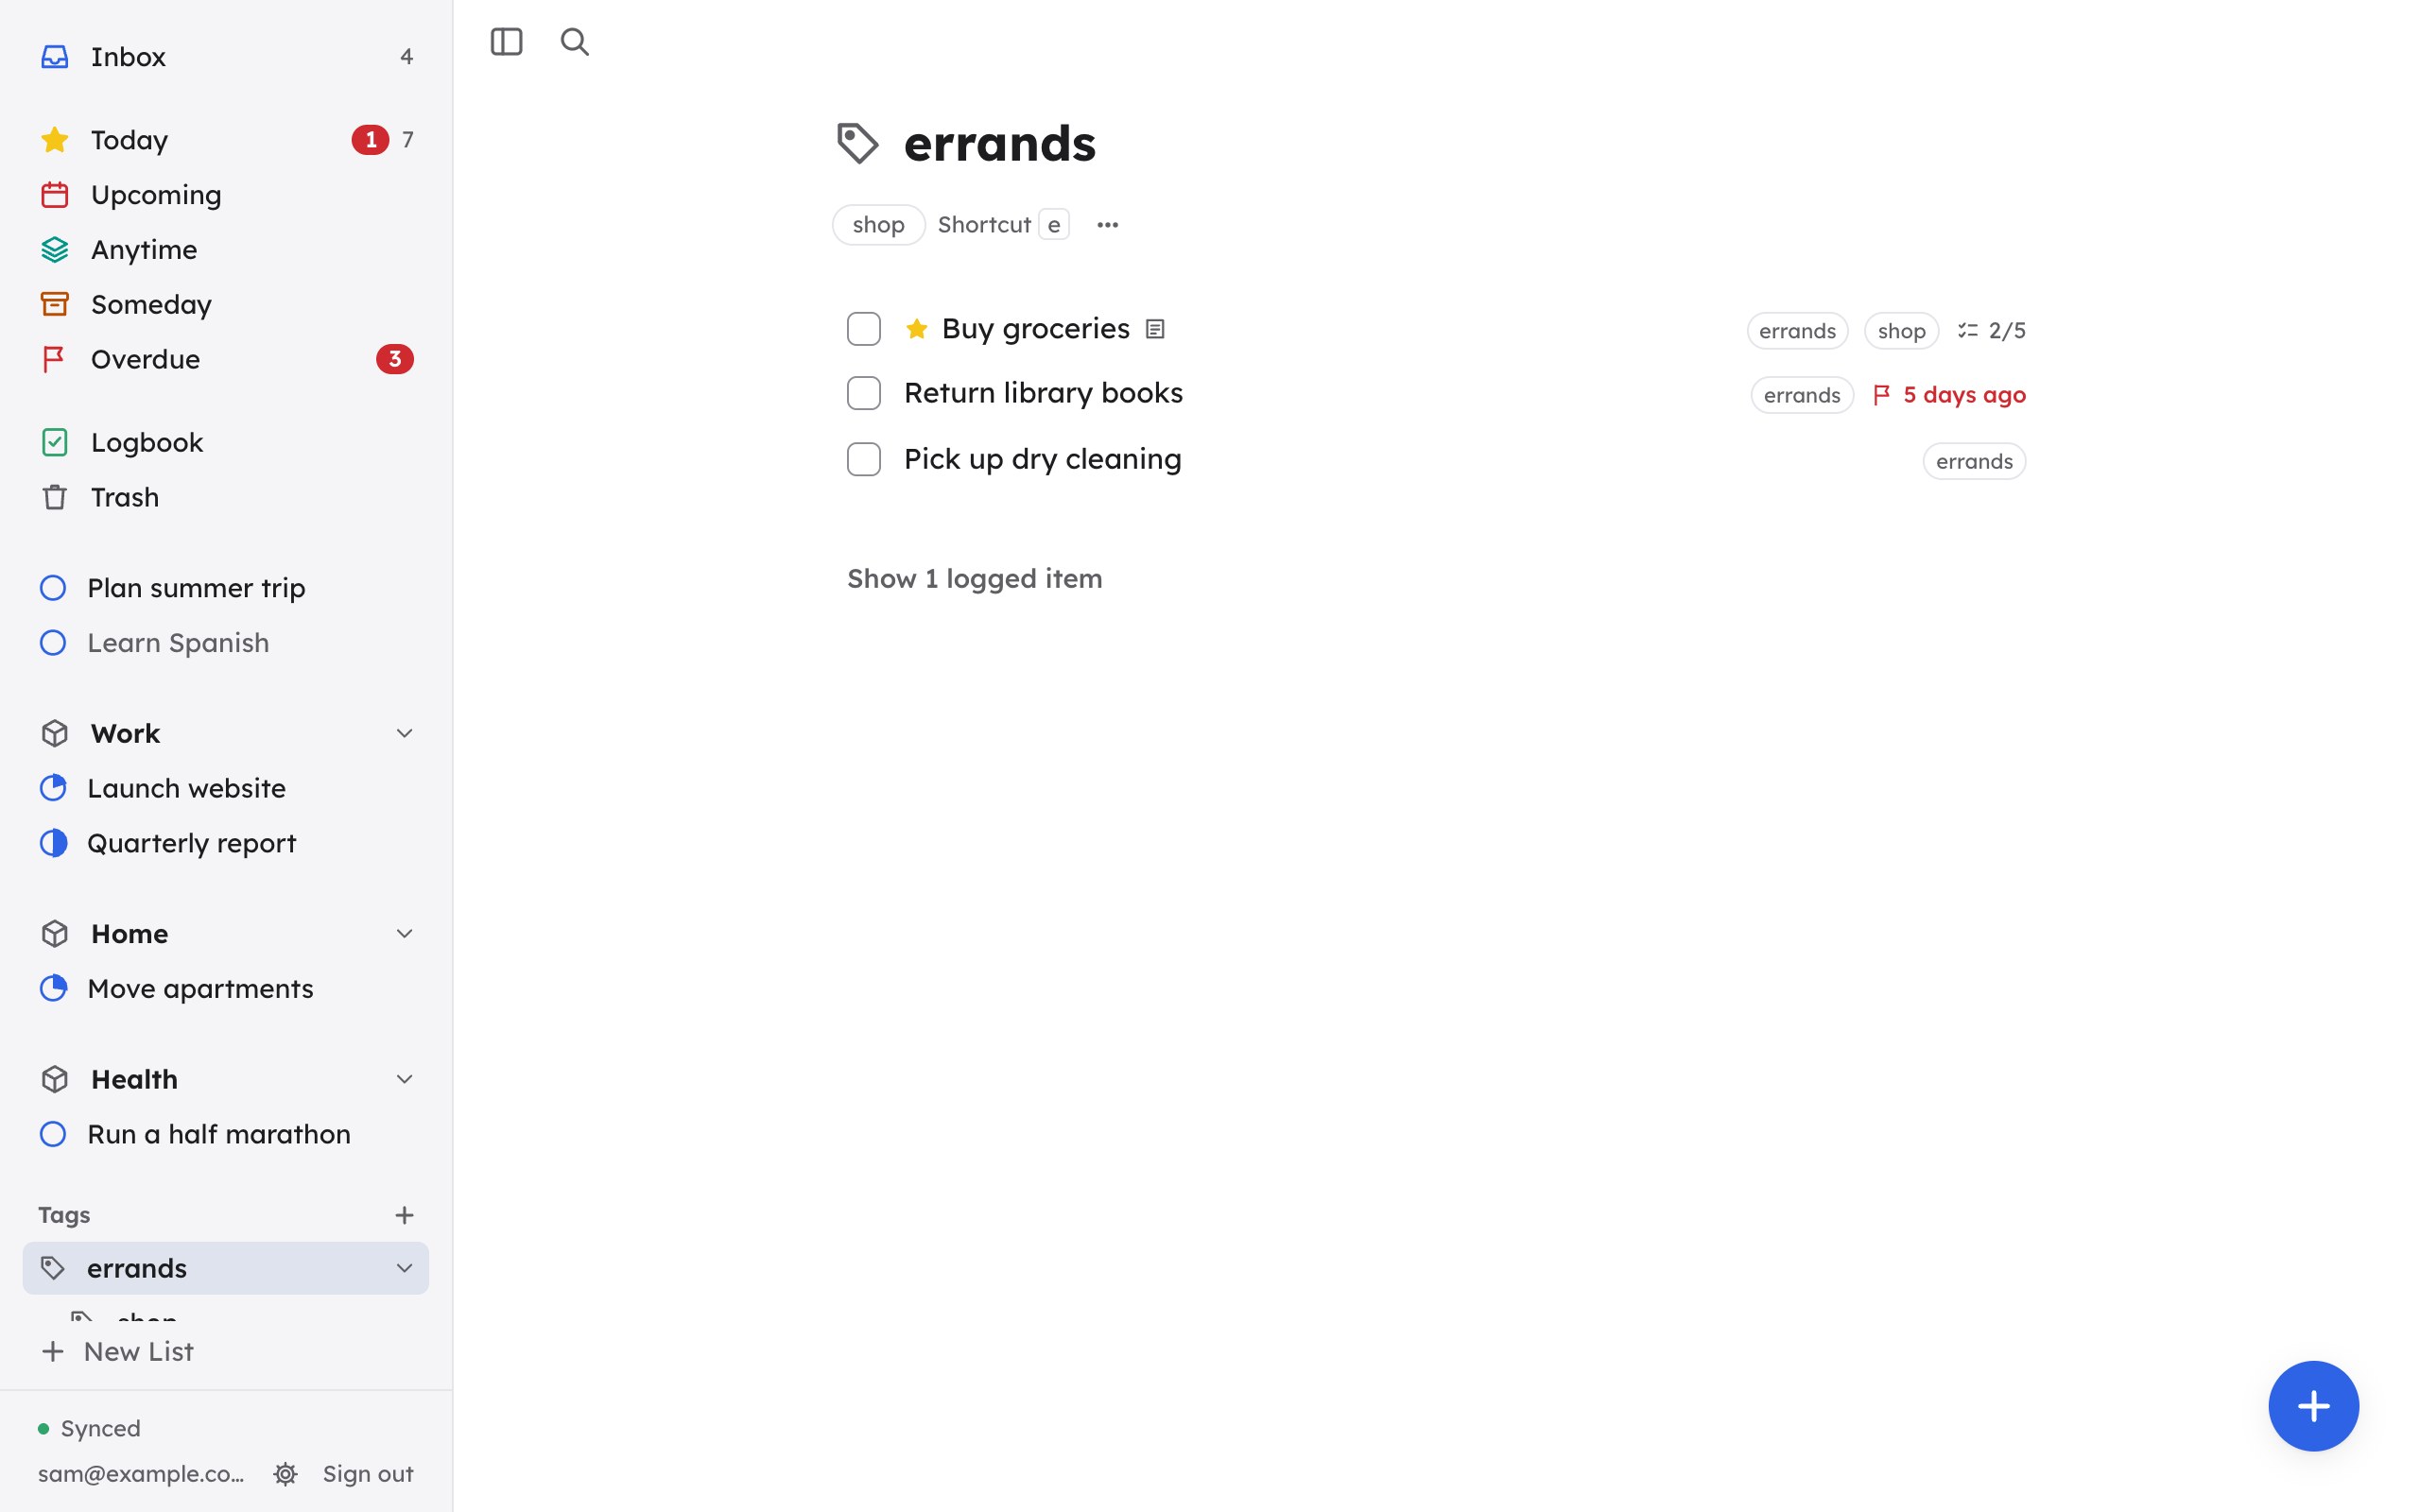 Inbox 4
Today 1 7
Upcoming
Anytime
Someday
Overdue 3
Logbook
Trash
Plan summer trip
Learn Spanish
Work
Launch website
Quarterly report
Home
Move apartments
Health
Run a half marathon
Tags
errands
shop
New List
Synced
sam@example.co... Sign out
errands
shop Shortcut e
Buy groceries errands shop 2/5
Return library books errands 5 days ago
Pick up dry cleaning errands
Show 1 logged item